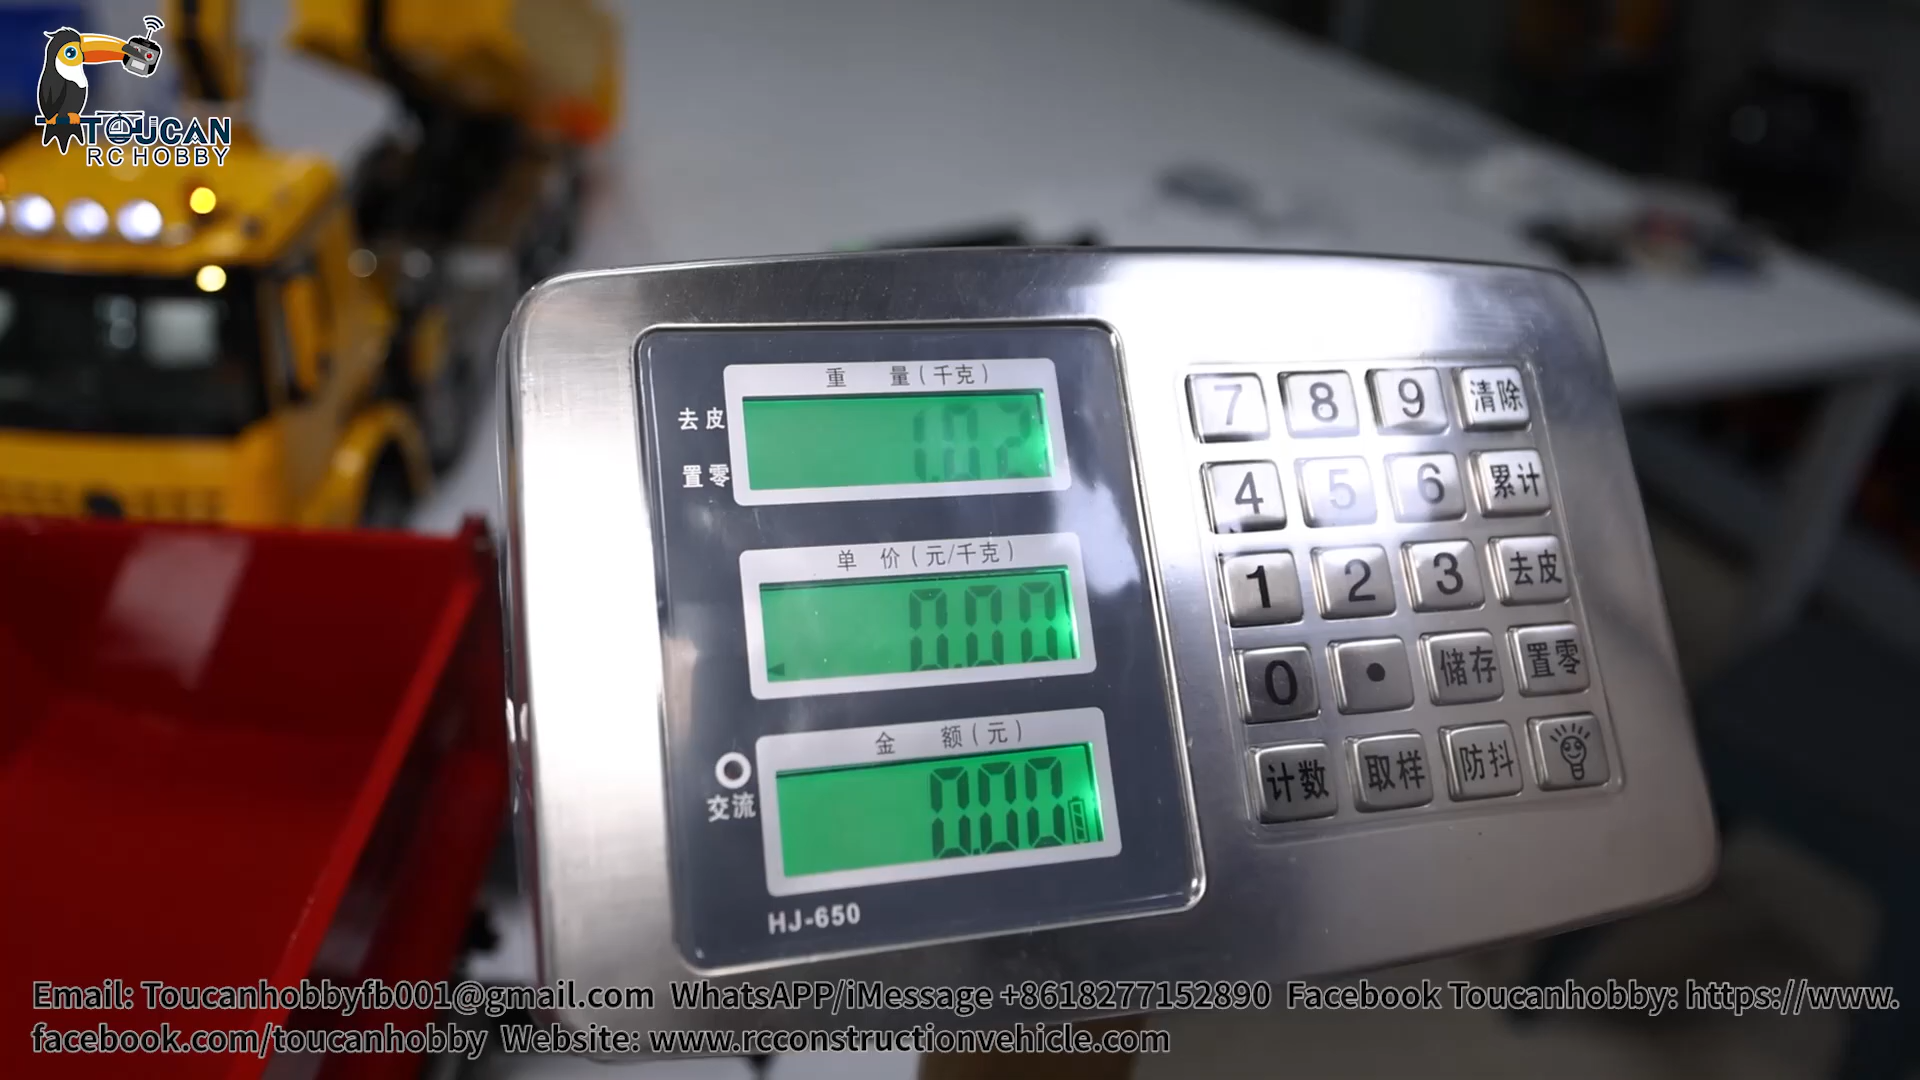 TOUCAN
RC HOBBY
重 量(千克)
去皮
1.02
置零
单 价(元/千克)
0.00
金 额(元)
0.00
交流
HJ-650
7 8 9 清除
4 5 6 累计
1 2 3 去皮
0 . 储存 置零
计数 取样 防抖
Email: Toucanhobbyfb001@gmail.com WhatsAPP/iMessage +8618277152890 Facebook Toucanhobby: https://www.
facebook.com/toucanhobby Website: www.rcconstructionvehicle.com